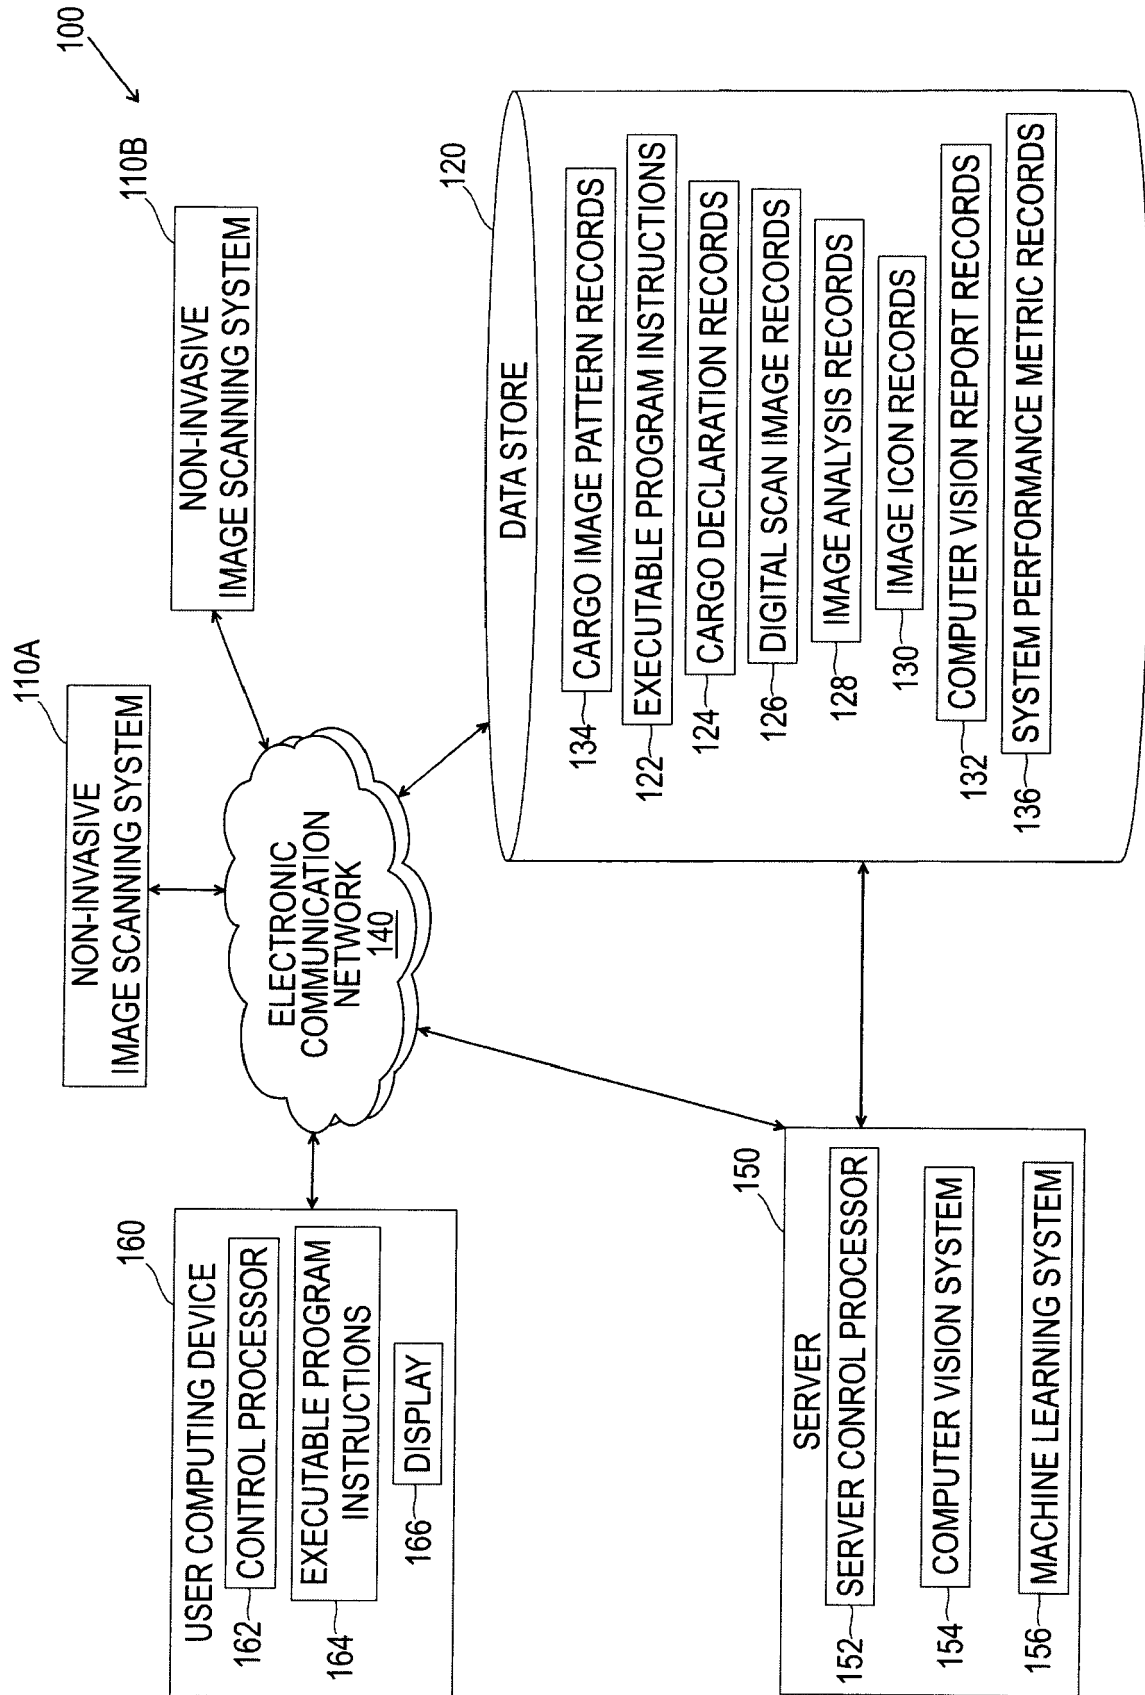 100
110A
NON-INVASIVE
IMAGE SCANNING SYSTEM
110B
NON-INVASIVE
IMAGE SCANNING SYSTEM
160
USER COMPUTING DEVICE
162
CONTROL PROCESSOR
164
EXECUTABLE PROGRAM
INSTRUCTIONS
166
DISPLAY
ELECTRONIC
COMMUNICATION
NETWORK
140
120
DATA STORE
134
CARGO IMAGE PATTERN RECORDS
122
EXECUTABLE PROGRAM INSTRUCTIONS
124
CARGO DECLARATION RECORDS
126
DIGITAL SCAN IMAGE RECORDS
128
IMAGE ANALYSIS RECORDS
130
IMAGE ICON RECORDS
132
COMPUTER VISION REPORT RECORDS
136
SYSTEM PERFORMANCE METRIC RECORDS
150
SERVER
152
SERVER CONROL PROCESSOR
154
COMPUTER VISION SYSTEM
156
MACHINE LEARNING SYSTEM